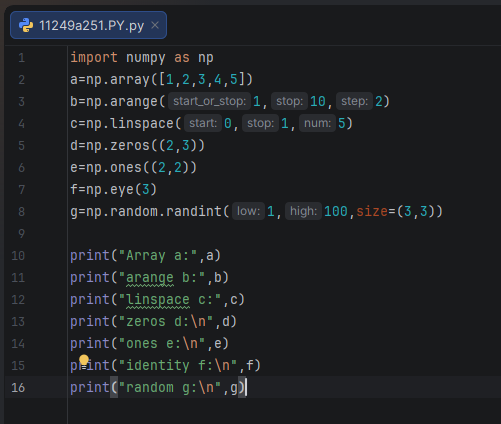 11249a251.PY.py ×
1 import numpy as np
2 a=np.array([1,2,3,4,5])
3 b=np.arange( start_or_stop: 1, stop: 10, step: 2)
4 c=np.linspace( start: 0, stop: 1, num: 5)
5 d=np.zeros((2,3))
6 e=np.ones((2,2))
7 f=np.eye(3)
8 g=np.random.randint( low: 1, high: 100,size=(3,3))
9
10 print("Array a:",a)
11 print("arange b:",b)
12 print("linspace c:",c)
13 print("zeros d:\n",d)
14 print("ones e:\n",e)
15 print("identity f:\n",f)
16 print("random g:\n",g)